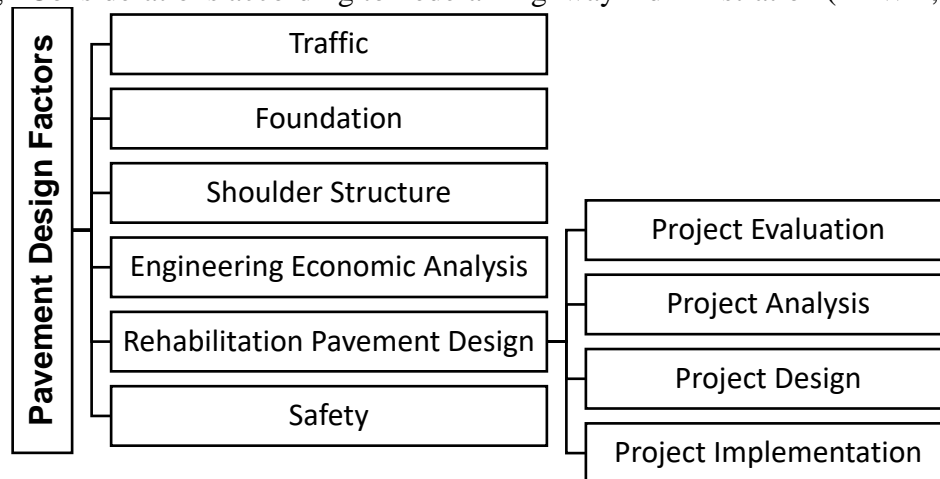 Pavement Design Factors
Traffic
Foundation
Shoulder Structure
Engineering Economic Analysis
Rehabilitation Pavement Design
Safety
Project Evaluation
Project Analysis
Project Design
Project Implementation